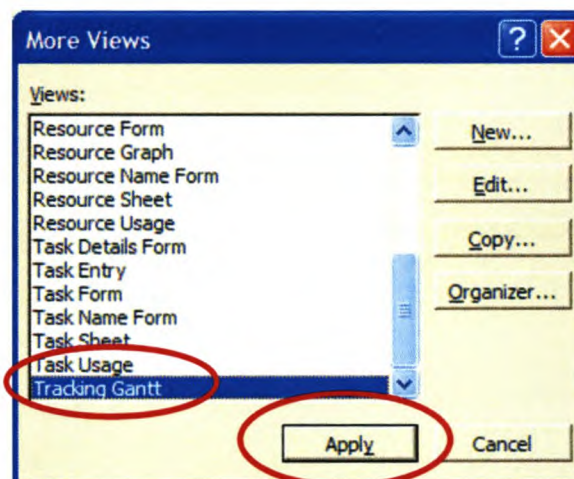 More Views
Views:
Resource Form
Resource Graph
Resource Name Form
Resource Sheet
Resource Usage
Task Details Form
Task Entry
Task Form
Task Name Form
Task Sheet
Task Usage
Tracking Gantt
New...
Edit...
Copy...
Organizer...
Apply
Cancel